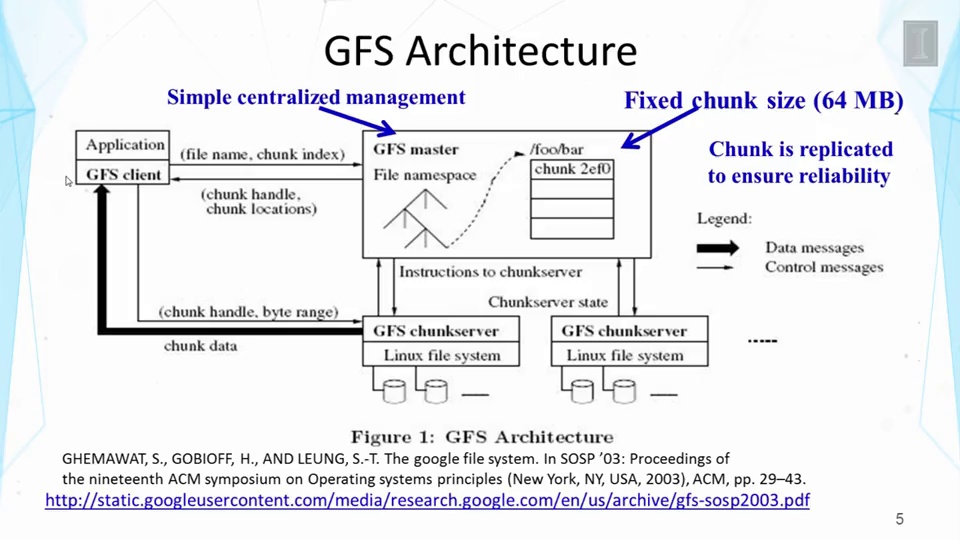 GFS Architecture
Simple centralized management
Fixed chunk size (64 MB)
Chunk is replicated
to ensure reliability
Application
GFS client
(file name, chunk index)
(chunk handle,
chunk locations)
GFS master
File namespace
/foo/bar
chunk 2ef0
Legend:
Data messages
Control messages
Instructions to chunkserver
Chunkserver state
(chunk handle, byte range)
chunk data
GFS chunkserver
Linux file system
GFS chunkserver
Linux file system
Figure 1: GFS Architecture
GHEMAWAT, S., GOBIOFF, H., AND LEUNG, S.-T. The google file system. In SOSP ’03: Proceedings of
the nineteenth ACM symposium on Operating systems principles (New York, NY, USA, 2003), ACM, pp. 29–43.
http://static.googleusercontent.com/media/research.google.com/en/us/archive/gfs-sosp2003.pdf
5